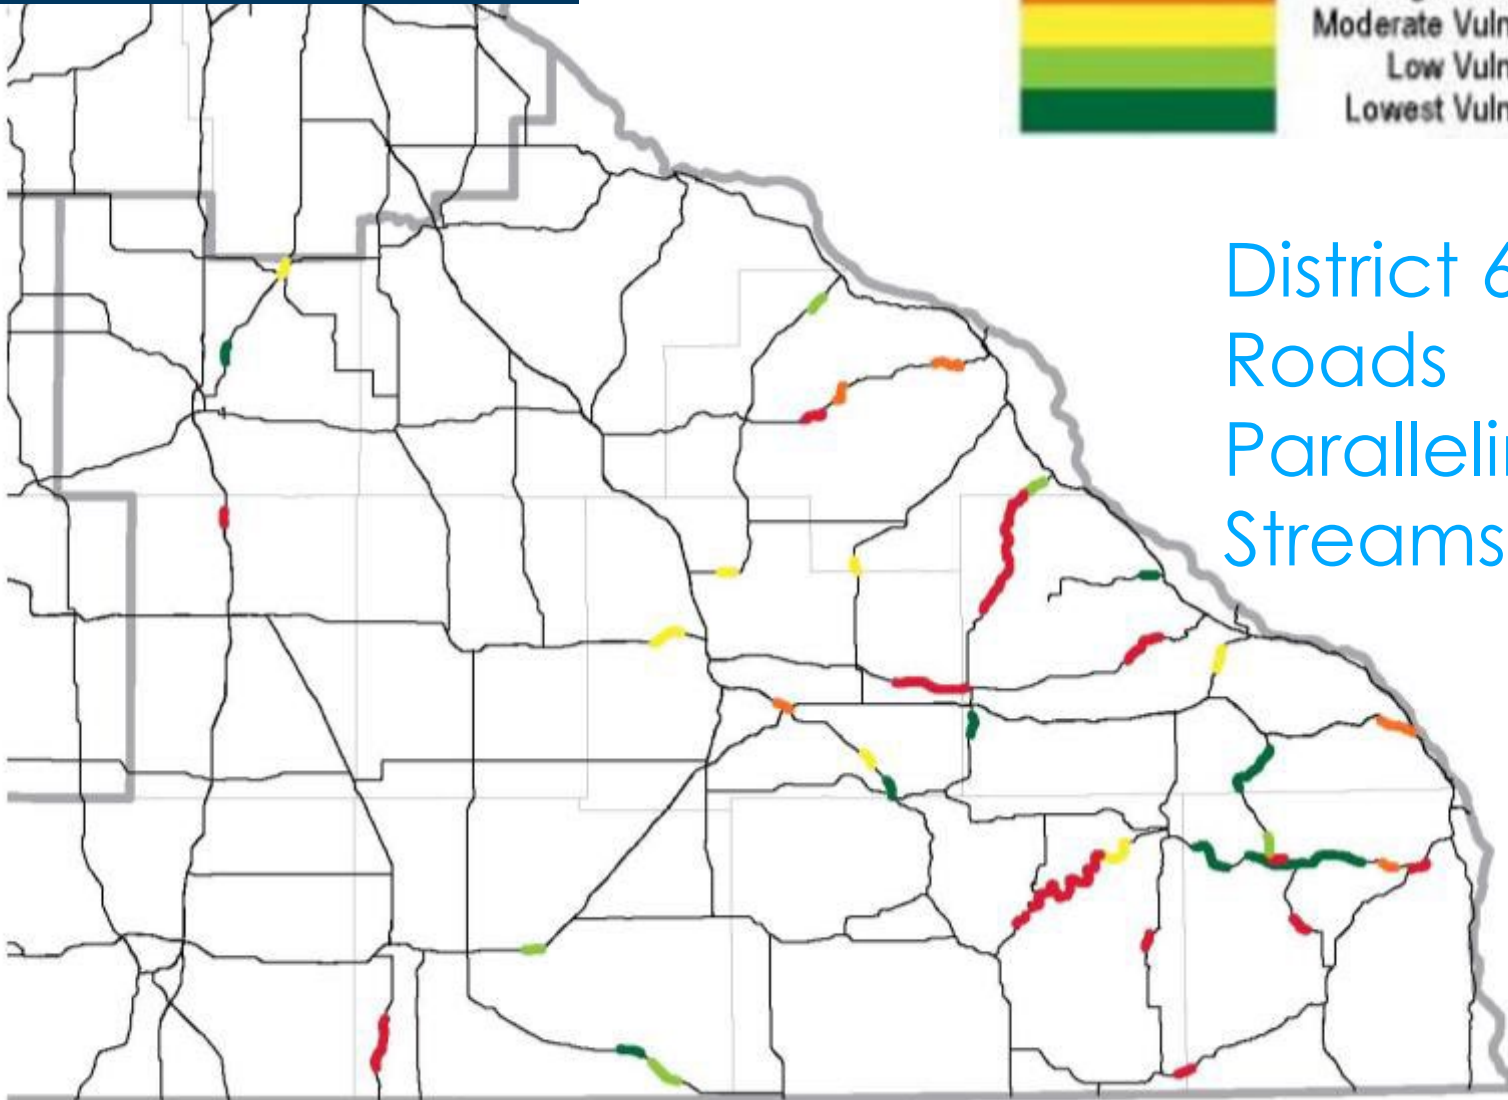 Moderate Vuln
Low Vuln
Lowest Vuln
District 6
Roads
Parallelin
Streams